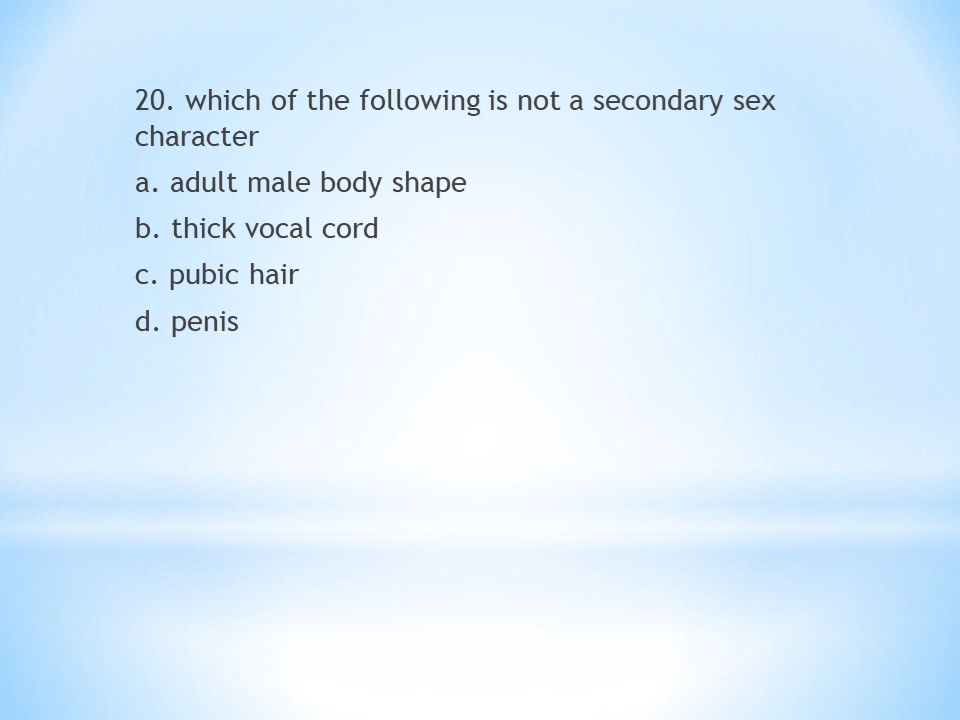 20. which of the following is not a secondary sex
character
a. adult male body shape
b. thick vocal cord
c. pubic hair
d. penis